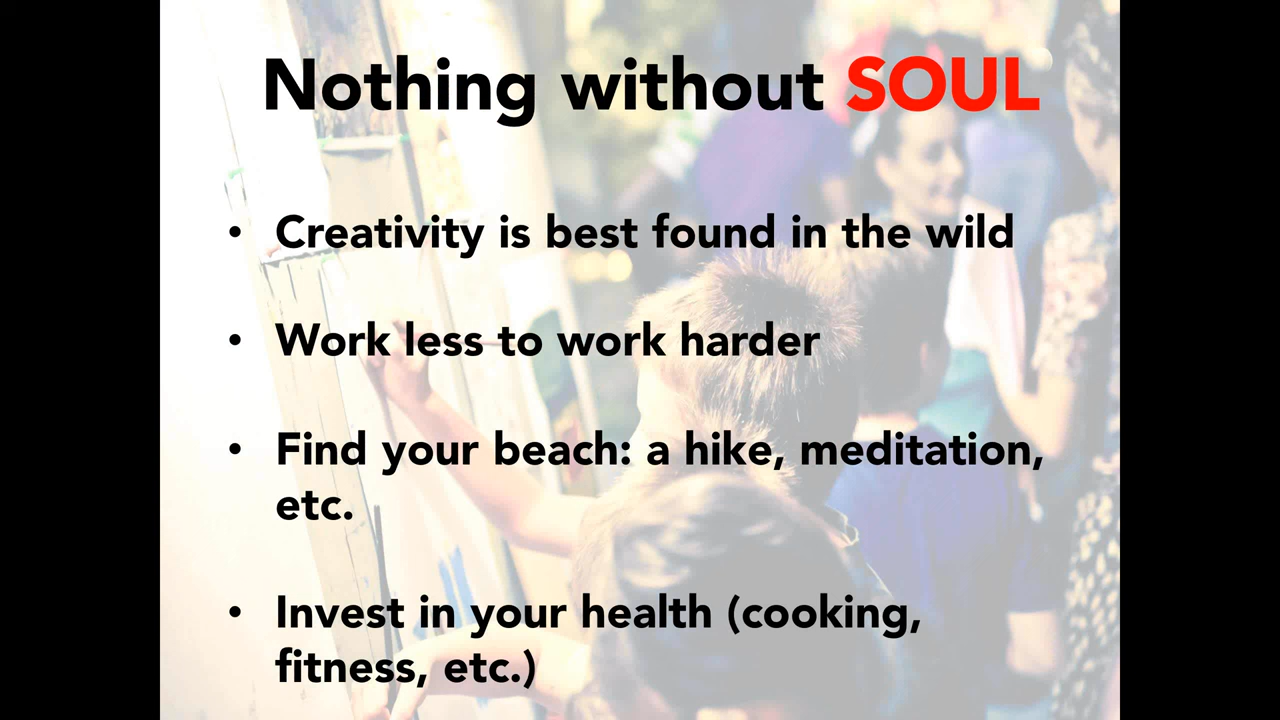 Nothing without SOUL
• Creativity is best found in the wild
• Work less to work harder
• Find your beach: a hike, meditation,
etc.
• Invest in your health (cooking,
fitness, etc.)